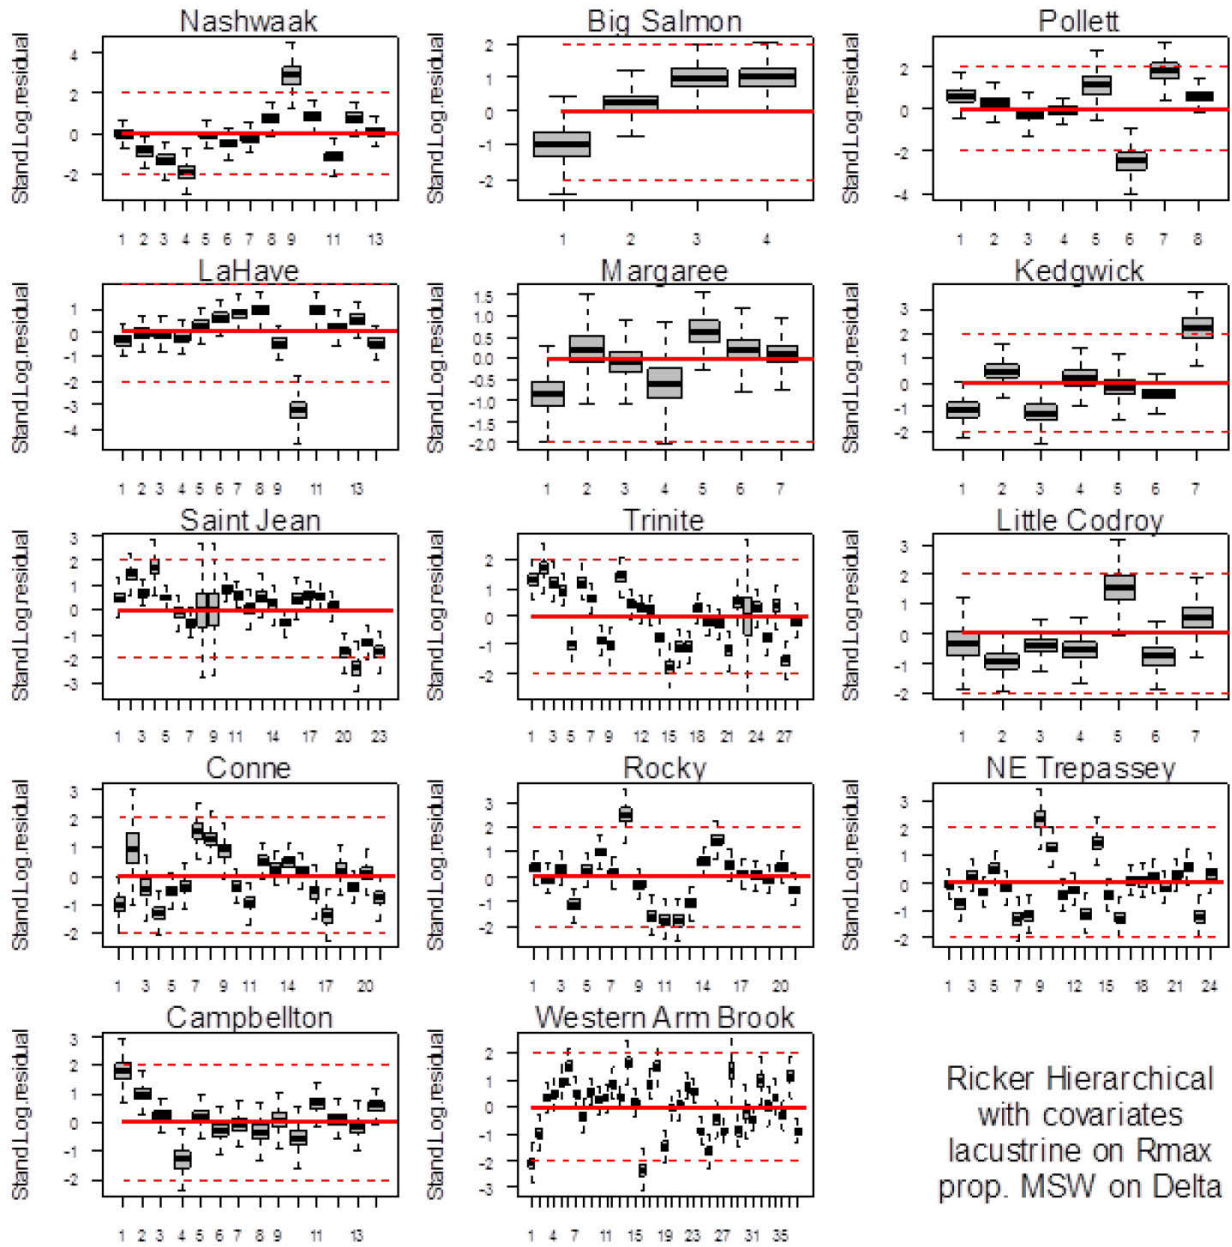 Nashwaak
Big Salmon
Pollett
Stand.Log.residual
4
2
0
-2
1 2 3 4 5 6 7 8 9 11 13
Stand.Log.residual
2
1
0
-1
-2
1 2 3 4
Stand.Log.residual
4
2
0
-2
-4
1 2 3 4 5 6 7 8
LaHave
Margaree
Kedgwick
Stand.Log.residual
1
0
-1
-2
-3
-4
1 2 3 4 5 6 7 8 9 11 13
Stand.Log.residual
1.5
1.0
0.5
0.0
-0.5
-1.0
-1.5
-2.0
1 2 3 4 5 6 7
Stand.Log.residual
3
2
1
0
-1
-2
1 2 3 4 5 6 7
Saint Jean
Trinite
Little Codroy
Stand.Log.residual
3
2
1
0
-1
-2
-3
1 3 5 7 9 11 14 17 20 23
Stand.Log.residual
2
1
0
-1
-2
1 3 5 7 9 12 15 18 21 24 27
Stand.Log.residual
3
2
1
0
-1
-2
1 2 3 4 5 6 7
Conne
Rocky
NE Trepassey
Stand.Log.residual
3
2
1
0
-1
-2
1 3 5 7 9 11 14 17 20
Stand.Log.residual
3
2
1
0
-1
-2
1 3 5 7 9 11 14 17 20
Stand.Log.residual
3
2
1
0
-1
-2
1 3 5 7 9 12 15 18 21 24
Campbellton
Western Arm Brook
Stand.Log.residual
3
2
1
0
-1
-2
1 2 3 4 5 6 7 8 9 11 13
Stand.Log.residual
2
1
0
-1
-2
-3
1 4 7 11 15 19 23 27 31 35
Ricker Hierarchical
with covariates
lacustrine on Rmax
prop. MSW on Delta